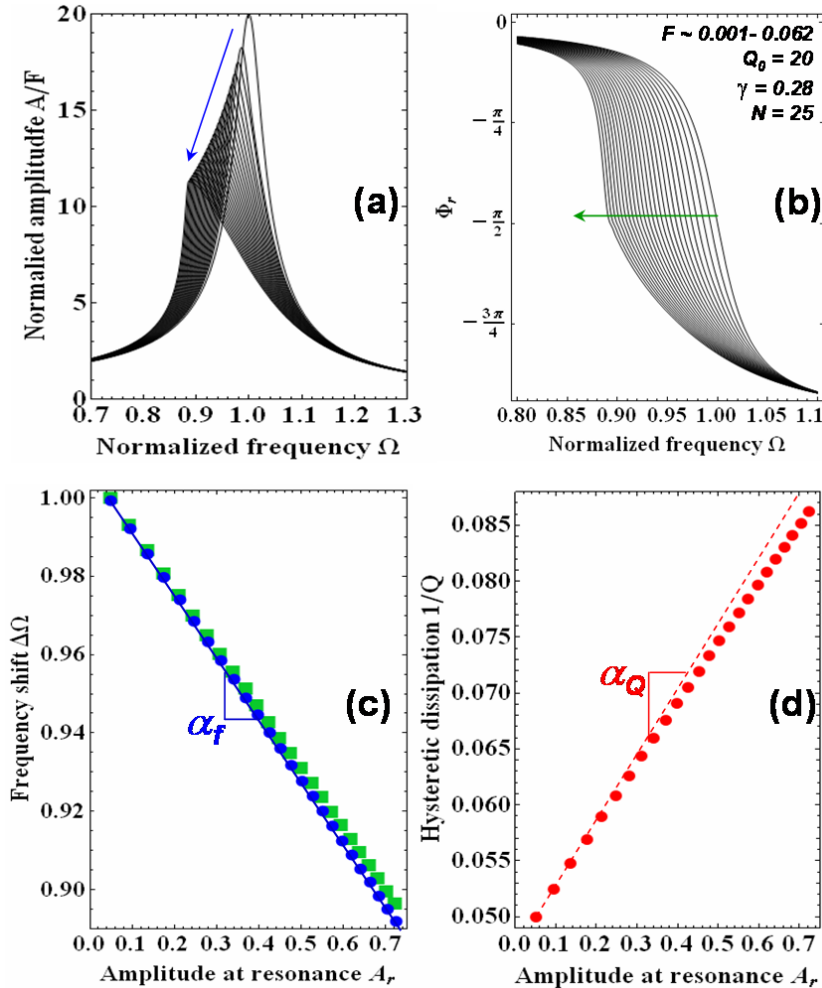 Normalied amplitudfe A/F
20
15
10
5
0
0.7 0.8 0.9 1.0 1.1 1.2 1.3
Normalized frequency Ω
(a)
Φr
0
−π/4
−π/2
−3π/4
0.80 0.85 0.90 0.95 1.00 1.05 1.10
Normalized frequency Ω
F ~ 0.001- 0.062
Q0 = 20
γ = 0.28
N = 25
(b)
Frequency shift ΔΩ
1.00
0.98
0.96
0.94
0.92
0.90
0.0 0.1 0.2 0.3 0.4 0.5 0.6 0.7
Amplitude at resonance Ar
αf
(c)
Hysteretic dissipation 1/Q
0.085
0.080
0.075
0.070
0.065
0.060
0.055
0.050
0.0 0.1 0.2 0.3 0.4 0.5 0.6 0.7
Amplitude at resonance Ar
αQ
(d)